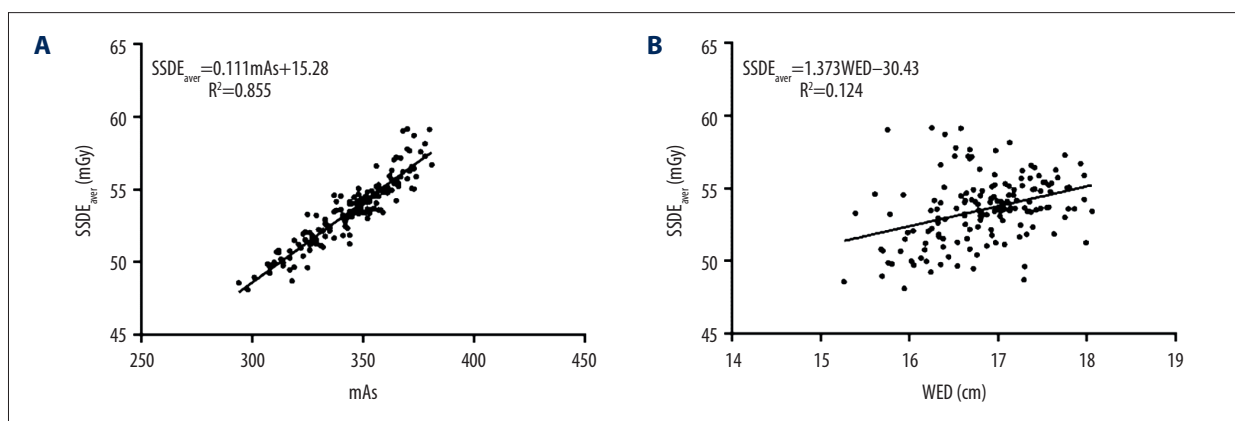 A
65
60
55
50
45
SSDEaver (mGy)
SSDEaver=0.111mAs+15.28
R²=0.855
250 300 350 400 450
mAs
B
65
60
55
50
45
SSDEaver (mGy)
SSDEaver=1.373WED–30.43
R²=0.124
14 15 16 17 18 19
WED (cm)